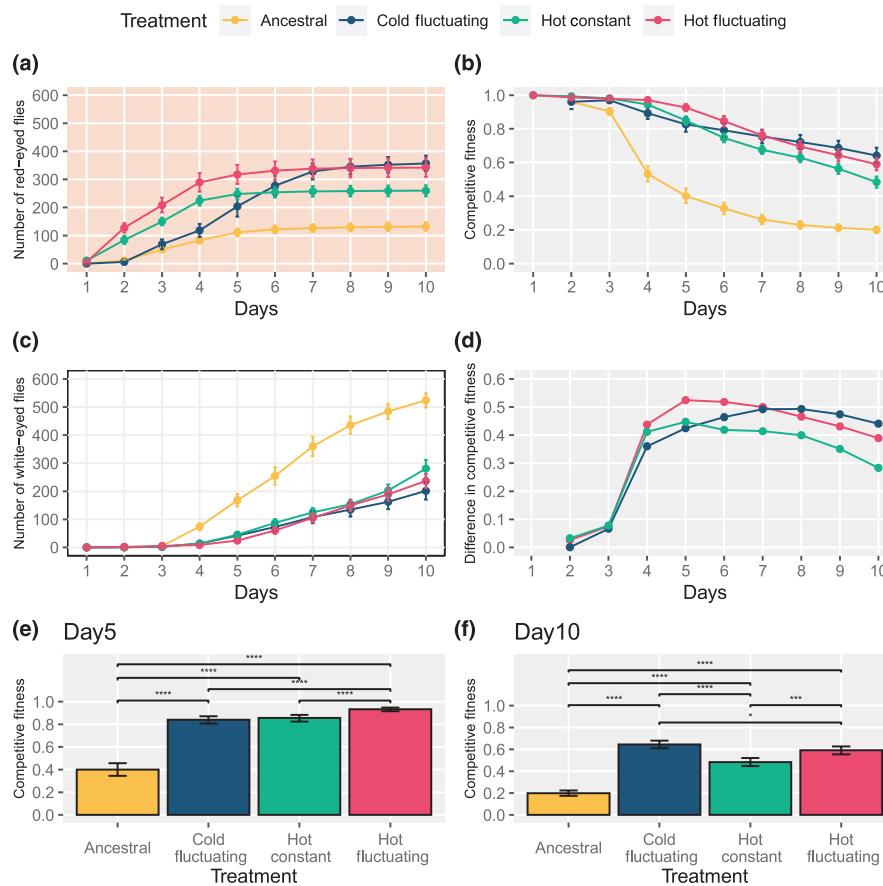 Treatment Ancestral Cold fluctuating Hot constant Hot fluctuating
(a)
Number of red−eyed flies
600
500
400
300
200
100
0
1 2 3 4 5 6 7 8 9 10
Days
(b)
Competitive fitness
1.0
0.8
0.6
0.4
0.2
0.0
1 2 3 4 5 6 7 8 9 10
Days
(c)
Number of white−eyed flies
600
500
400
300
200
100
0
1 2 3 4 5 6 7 8 9 10
Days
(d)
Difference in competitive fitness
0.6
0.5
0.4
0.3
0.2
0.1
0.0
1 2 3 4 5 6 7 8 9 10
Days
(e) Day5
Competitive fitness
1.0
0.8
0.6
0.4
0.2
0.0
****
****
****
****
****
Ancestral Cold fluctuating Hot constant Hot fluctuating
Treatment
(f) Day10
Competitive fitness
1.0
0.8
0.6
0.4
0.2
0.0
****
****
****
****
***
*
Ancestral Cold fluctuating Hot constant Hot fluctuating
Treatment